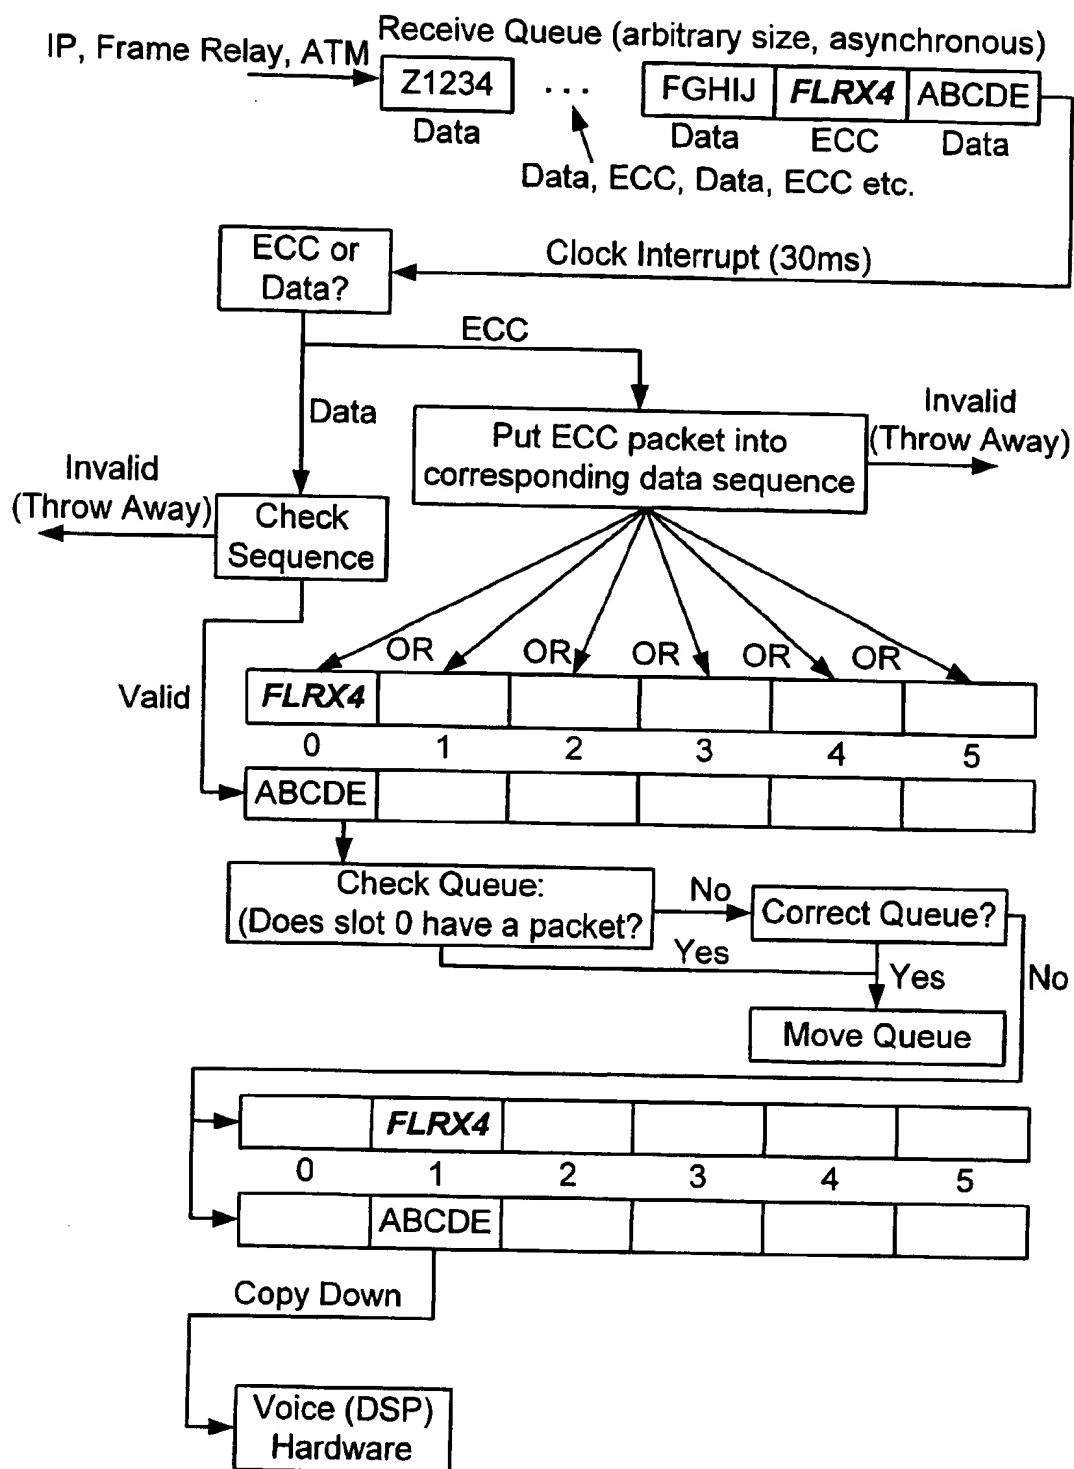 Receive Queue (arbitrary size, asynchronous)
IP, Frame Relay, ATM
Z1234 ... FGHIJ FLRX4 ABCDE
Data Data ECC Data
Data, ECC, Data, ECC etc.
ECC or
Data?
Clock Interrupt (30ms)
ECC
Data
Put ECC packet into
corresponding data sequence
Invalid
(Throw Away)
Invalid
(Throw Away)
Check
Sequence
OR OR OR OR OR
Valid
FLRX4
0 1 2 3 4 5
ABCDE
Check Queue:
(Does slot 0 have a packet?
No
Correct Queue?
Yes
Yes
No
Move Queue
FLRX4
0 1 2 3 4 5
ABCDE
Copy Down
Voice (DSP)
Hardware